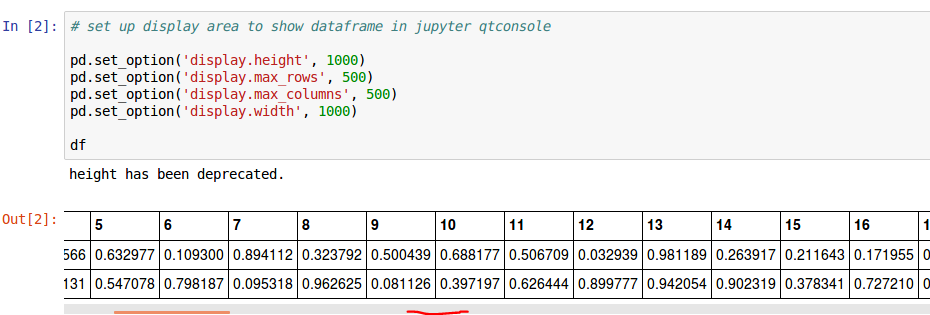 In [2]: # set up display area to show dataframe in jupyter qtconsole
pd.set_option('display.height', 1000)
pd.set_option('display.max_rows', 500)
pd.set_option('display.max_columns', 500)
pd.set_option('display.width', 1000)
df
height has been deprecated.
Out[2]: 5 6 7 8 9 10 11 12 13 14 15 16 1
566 0.632977 0.109300 0.894112 0.323792 0.500439 0.688177 0.506709 0.032939 0.981189 0.263917 0.211643 0.171955 0
131 0.547078 0.798187 0.095318 0.962625 0.081126 0.397197 0.626444 0.899777 0.942054 0.902319 0.378341 0.727210 0